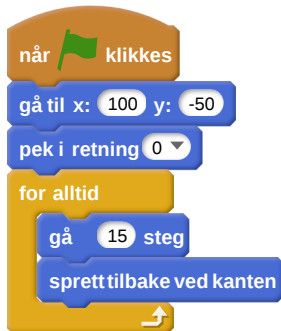 når klikkes
gå til x: 100 y: -50
pek i retning 0
for alltid
gå 15 steg
sprett tilbake ved kanten